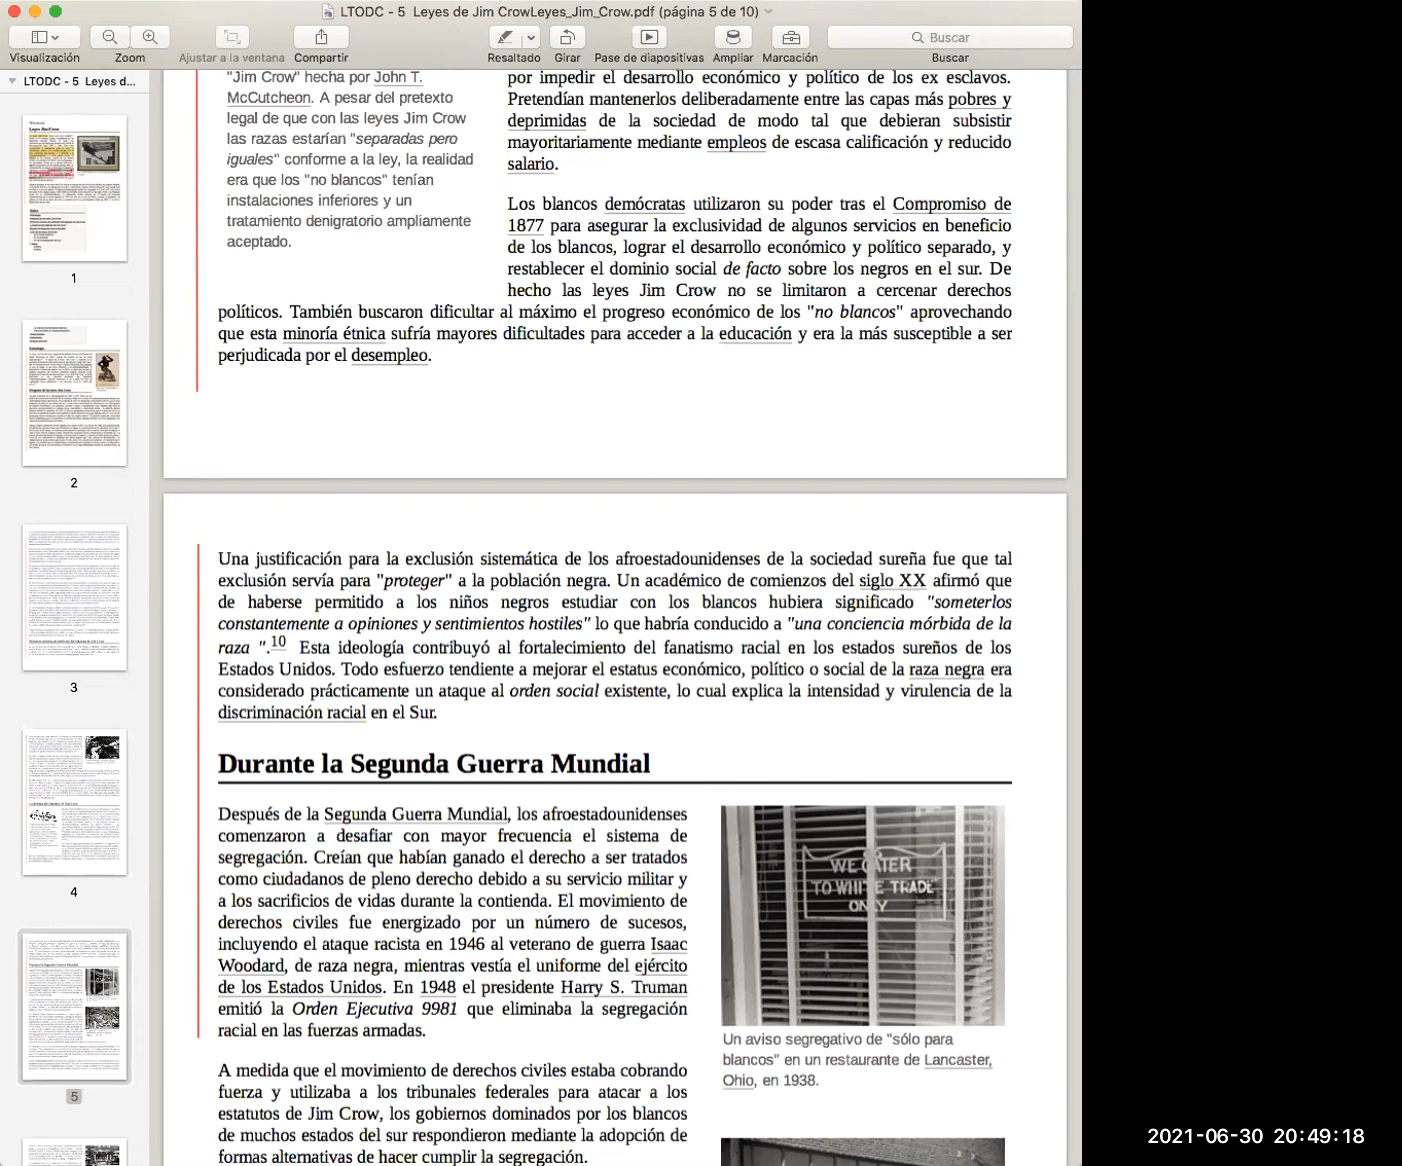 LTODC - 5  Leyes de Jim CrowLeyes_Jim_Crow.pdf (página 5 de 10)
Visualización
Zoom
Ajustar a la ventana
Compartir
Resaltado
Girar
Pase de diapositivas
Ampliar
Marcación
Buscar
Buscar
LTODC - 5  Leyes d...
1
2
3
4
5
"Jim Crow" hecha por John T.
McCutcheon. A pesar del pretexto
legal de que con las leyes Jim Crow
las razas estarían "separadas pero
iguales" conforme a la ley, la realidad
era que los "no blancos" tenían
instalaciones inferiores y un
tratamiento denigratorio ampliamente
aceptado.
por impedir el desarrollo económico y político de los ex esclavos.
Pretendían mantenerlos deliberadamente entre las capas más pobres y
deprimidas de la sociedad de modo tal que debieran subsistir
mayoritariamente mediante empleos de escasa calificación y reducido
salario.
Los blancos demócratas utilizaron su poder tras el Compromiso de
1877 para asegurar la exclusividad de algunos servicios en beneficio
de los blancos, lograr el desarrollo económico y político separado, y
restablecer el dominio social de facto sobre los negros en el sur. De
hecho las leyes Jim Crow no se limitaron a cercenar derechos
políticos. También buscaron dificultar al máximo el progreso económico de los "no blancos" aprovechando
que esta minoría étnica sufría mayores dificultades para acceder a la educación y era la más susceptible a ser
perjudicada por el desempleo.
Una justificación para la exclusión sistemática de los afroestadounidenses de la sociedad sureña fue que tal
exclusión servía para "proteger" a la población negra. Un académico de comienzos del siglo XX afirmó que
de haberse permitido a los niños negros estudiar con los blancos hubiera significado "someterlos
constantemente a opiniones y sentimientos hostiles" lo que habría conducido a "una conciencia mórbida de la
raza ".10 Esta ideología contribuyó al fortalecimiento del fanatismo racial en los estados sureños de los
Estados Unidos. Todo esfuerzo tendiente a mejorar el estatus económico, político o social de la raza negra era
considerado prácticamente un ataque al orden social existente, lo cual explica la intensidad y virulencia de la
discriminación racial en el Sur.
Durante la Segunda Guerra Mundial
Después de la Segunda Guerra Mundial, los afroestadounidenses
comenzaron a desafiar con mayor frecuencia el sistema de
segregación. Creían que habían ganado el derecho a ser tratados
como ciudadanos de pleno derecho debido a su servicio militar y
a los sacrificios de vidas durante la contienda. El movimiento de
derechos civiles fue energizado por un número de sucesos,
incluyendo el ataque racista en 1946 al veterano de guerra Isaac
Woodard, de raza negra, mientras vestía el uniforme del ejército
de los Estados Unidos. En 1948 el presidente Harry S. Truman
emitió la Orden Ejecutiva 9981 que eliminaba la segregación
racial en las fuerzas armadas.
A medida que el movimiento de derechos civiles estaba cobrando
fuerza y utilizaba a los tribunales federales para atacar a los
estatutos de Jim Crow, los gobiernos dominados por los blancos
de muchos estados del sur respondieron mediante la adopción de
formas alternativas de hacer cumplir la segregación.
WE CATER
TO WHITE TRADE
ONLY
Un aviso segregativo de "sólo para
blancos" en un restaurante de Lancaster,
Ohio, en 1938.
2021-06-30 20:49:18